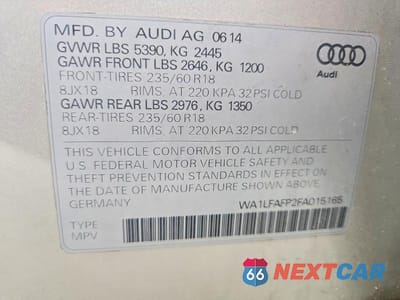 MFD. BY AUDI AG 06 14
GVWR LBS 5390, KG 2445
GAWR FRONT LBS 2646, KG 1200
FRONT-TIRES 235/60 R18
8JX18 RIMS, AT 220 KPA 32 PSI COLD
GAWR REAR LBS 2976, KG 1350
REAR-TIRES 235/60 R18
8JX18 RIMS, AT 220 KPA 32 PSI COLD
THIS VEHICLE CONFORMS TO ALL APPLICABLE
U.S. FEDERAL MOTOR VEHICLE SAFETY AND
THEFT PREVENTION STANDARDS IN EFFECT ON THE
DATE OF MANUFACTURE SHOWN ABOVE.
GERMANY WA1LFAFP2FA015165
TYPE:
MPV
Audi
66 NEXTCAR